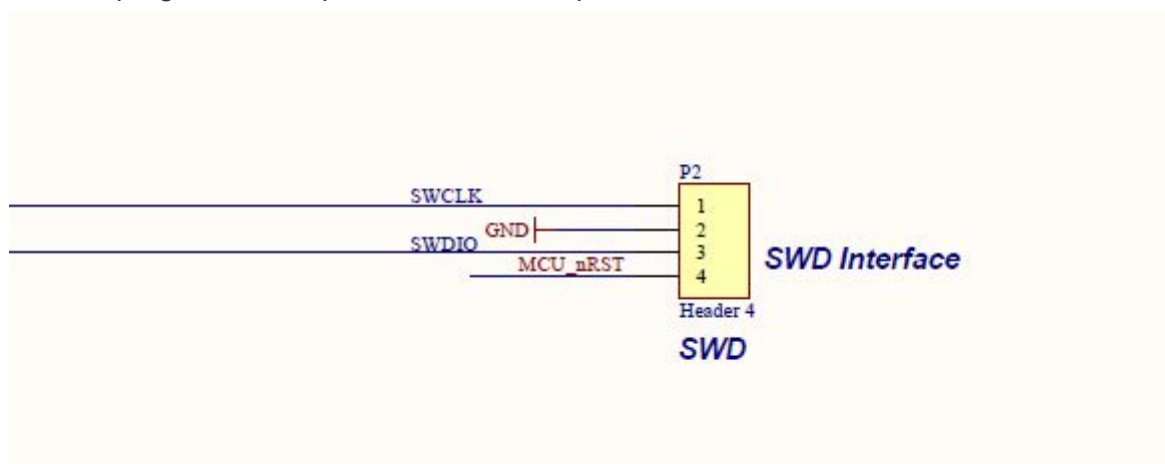 P2
SWCLK 1
GND 2
SWDIO 3
MCU_nRST 4
SWD Interface
Header 4
SWD